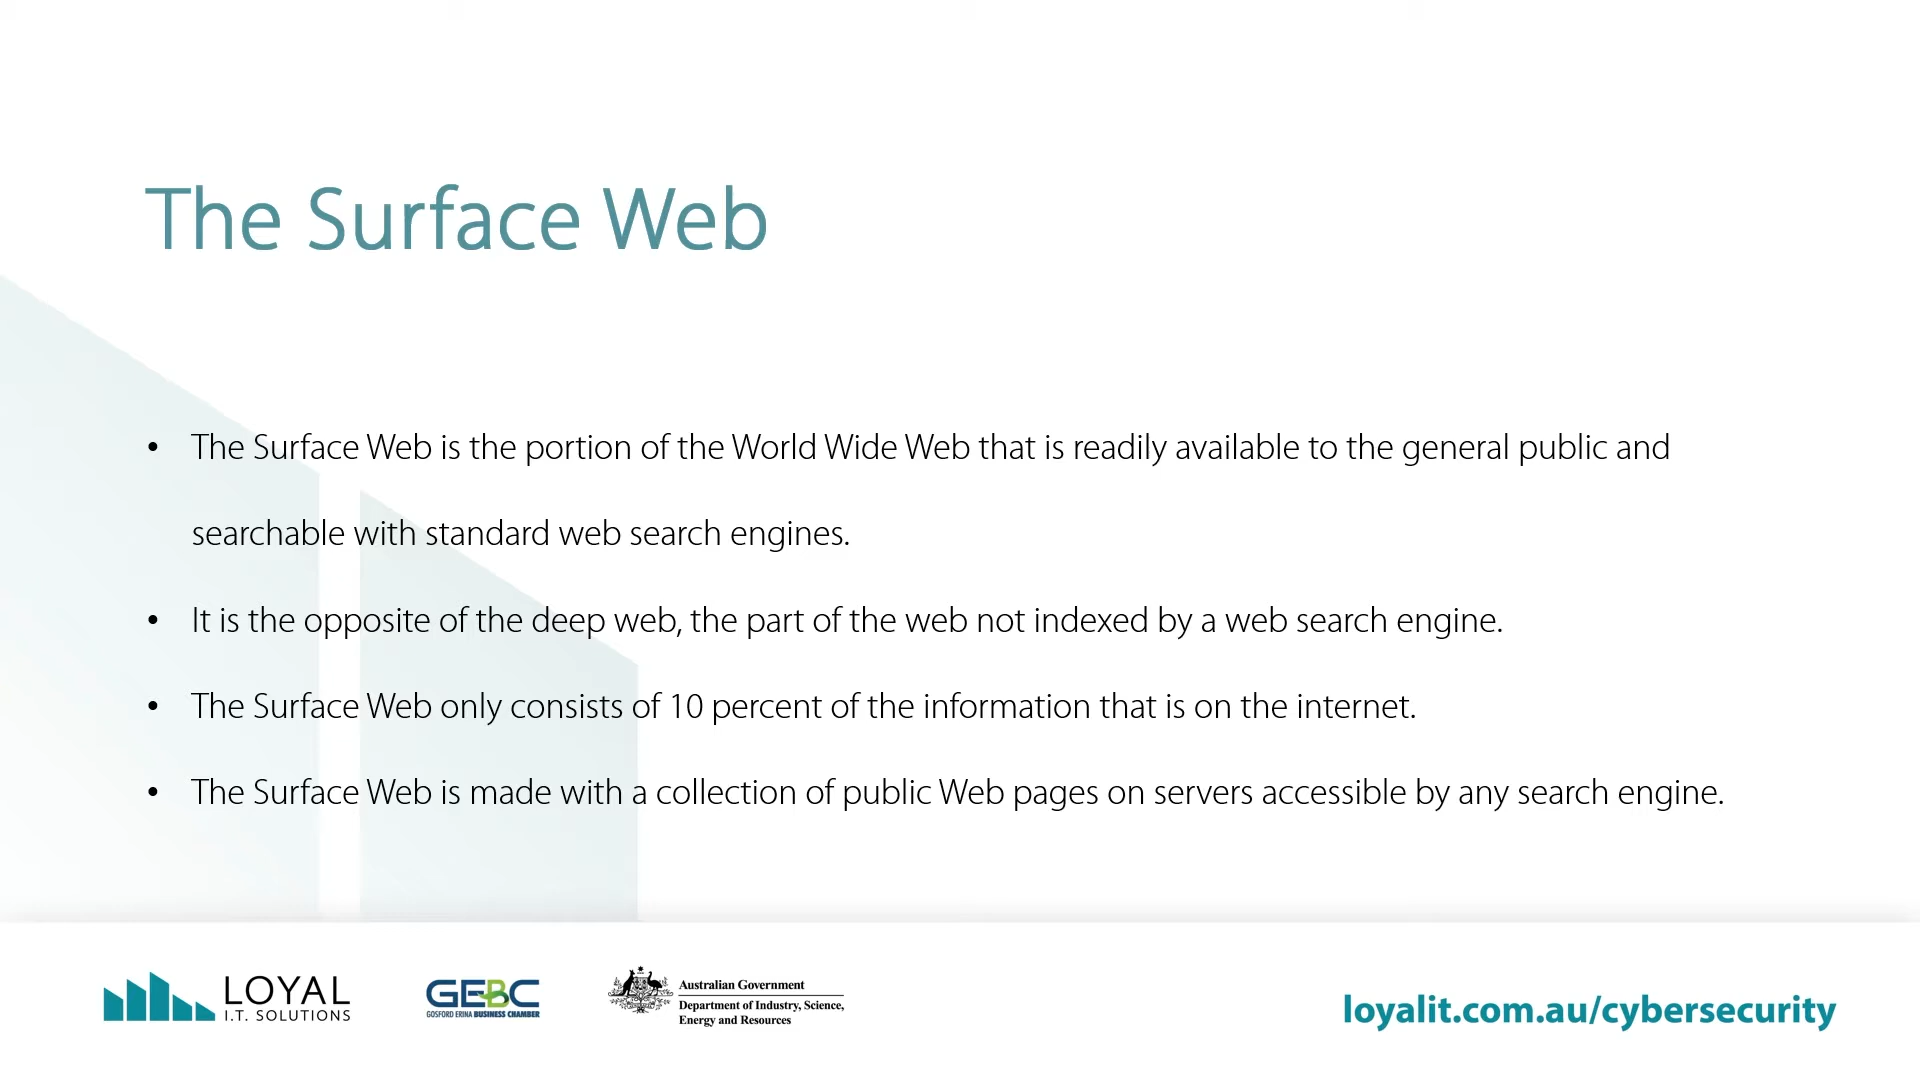 The Surface Web
• The Surface Web is the portion of the World Wide Web that is readily available to the general public and
searchable with standard web search engines.
• It is the opposite of the deep web, the part of the web not indexed by a web search engine.
• The Surface Web only consists of 10 percent of the information that is on the internet.
• The Surface Web is made with a collection of public Web pages on servers accessible by any search engine.
LOYAL
I.T. SOLUTIONS
GEBC
GOSFORD ERINA BUSINESS CHAMBER
Australian Government
Department of Industry, Science,
Energy and Resources
loyalit.com.au/cybersecurity